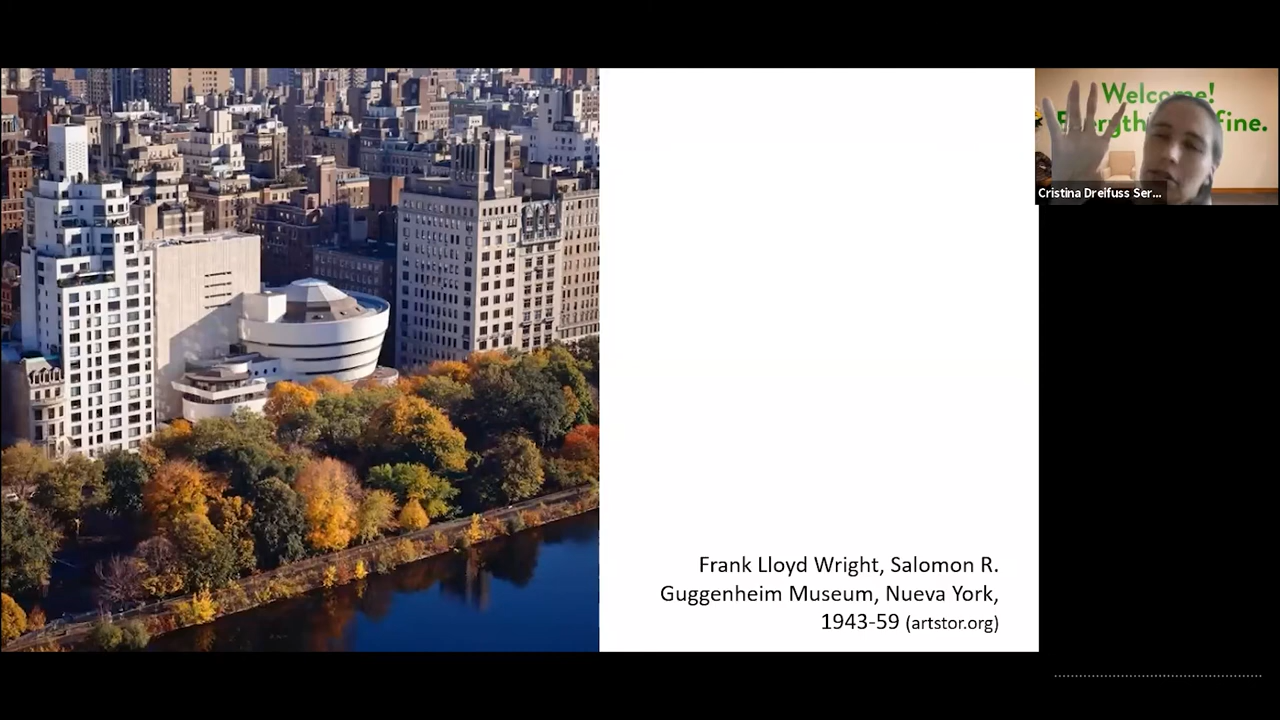 Welcome!
fine.
Cristina Dreifuss Ser...
Frank Lloyd Wright, Salomon R.
Guggenheim Museum, Nueva York,
1943-59 (artstor.org)